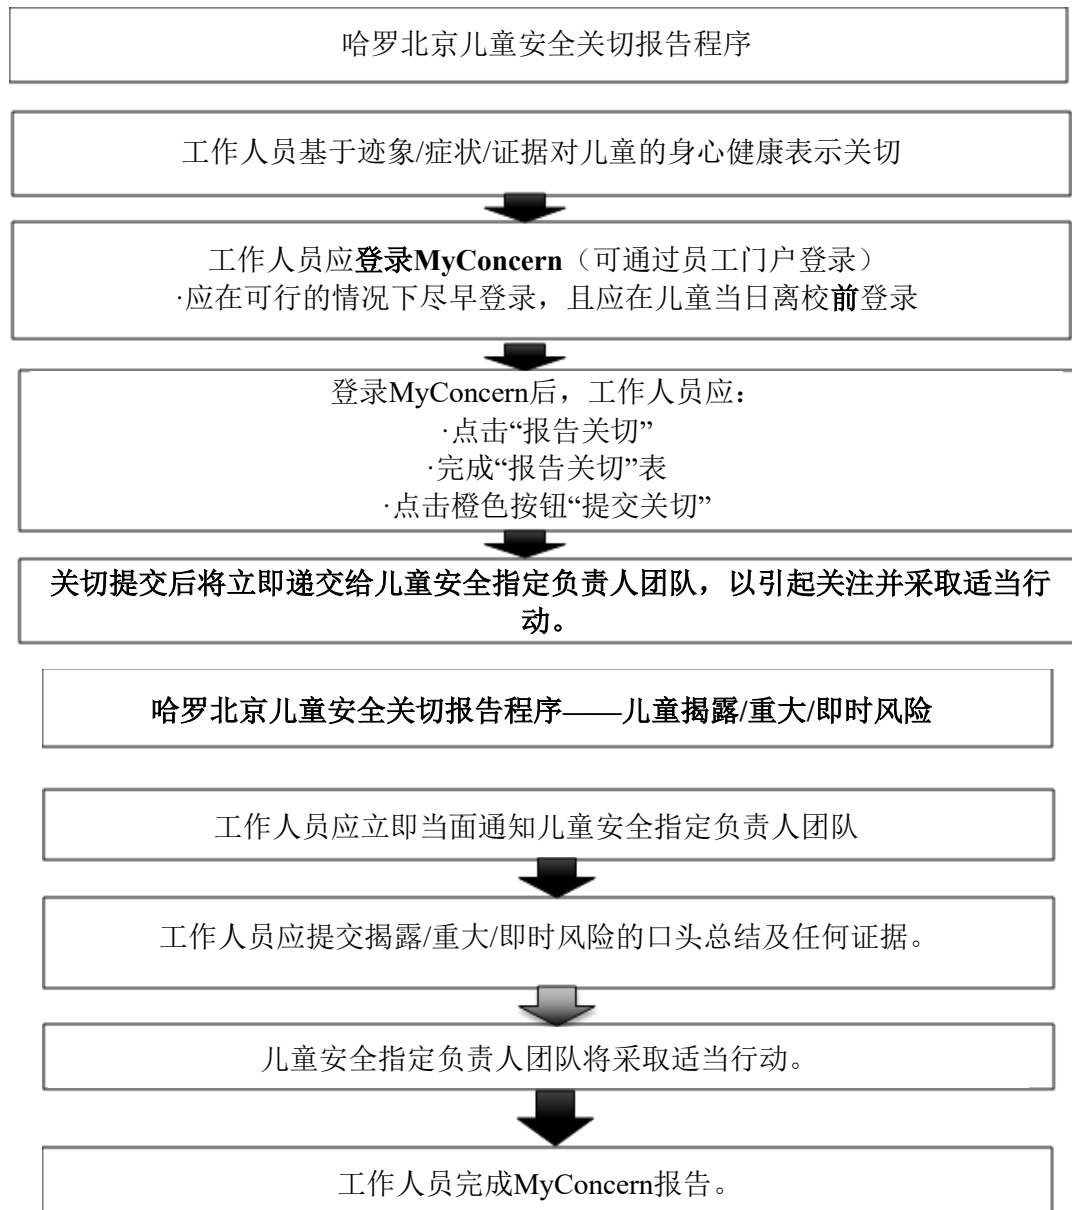 哈罗北京儿童安全关切报告程序
工作人员基于迹象/症状/证据对儿童的身心健康表示关切
工作人员应登录MyConcern（可通过员工门户登录）
·应在可行的情况下尽早登录，且应在儿童当日离校前登录
登录MyConcern后，工作人员应：
·点击“报告关切”
·完成“报告关切”表
·点击橙色按钮“提交关切”
关切提交后将立即递交给儿童安全指定负责人团队，以引起关注并采取适当行
动。
哈罗北京儿童安全关切报告程序——儿童揭露/重大/即时风险
工作人员应立即当面通知儿童安全指定负责人团队
工作人员应提交揭露/重大/即时风险的口头总结及任何证据。
儿童安全指定负责人团队将采取适当行动。
工作人员完成MyConcern报告。